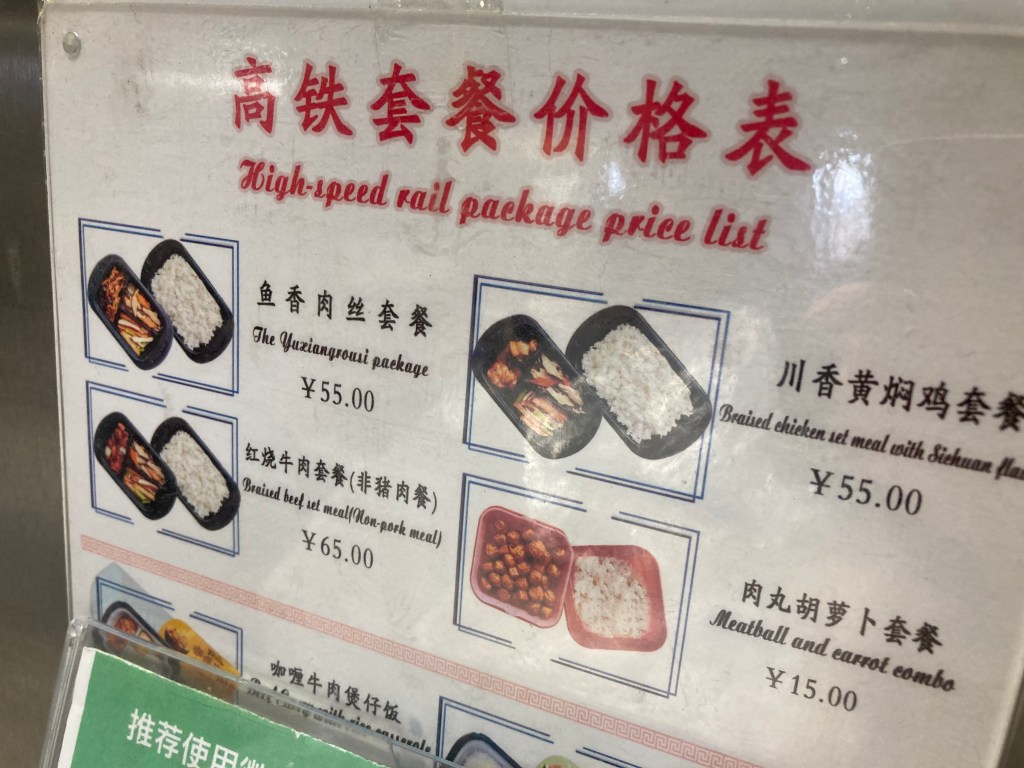 高铁套餐价格表
High-speed rail package price list
鱼香肉丝套餐
The Yuxiangrousi package
￥55.00
川香黄焖鸡套餐
Braised chicken set meal with Sichuan
￥55.00
红烧牛肉套餐(非猪肉餐)
Braised beef set meal(Non-pork meal)
￥65.00
肉丸胡萝卜套餐
Meatball and carrot combo
￥15.00
咖喱牛肉煲仔饭
with rice casserole
推荐使用